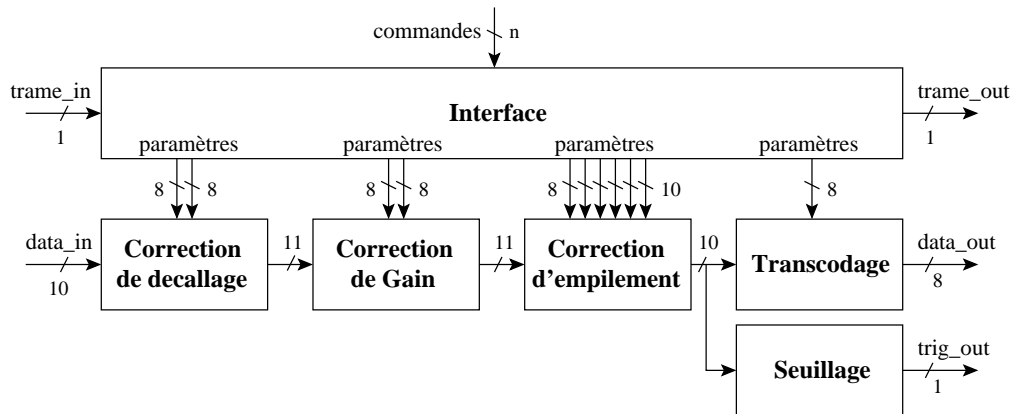 commandes n
trame_in
1
Interface
trame_out
1
paramètres
paramètres
paramètres
paramètres
8 8
8 8
8 10
8
data_in
10
Correction
de decallage
11
Correction
de Gain
11
Correction
d'empilement
10
Transcodage
data_out
8
Seuillage
trig_out
1